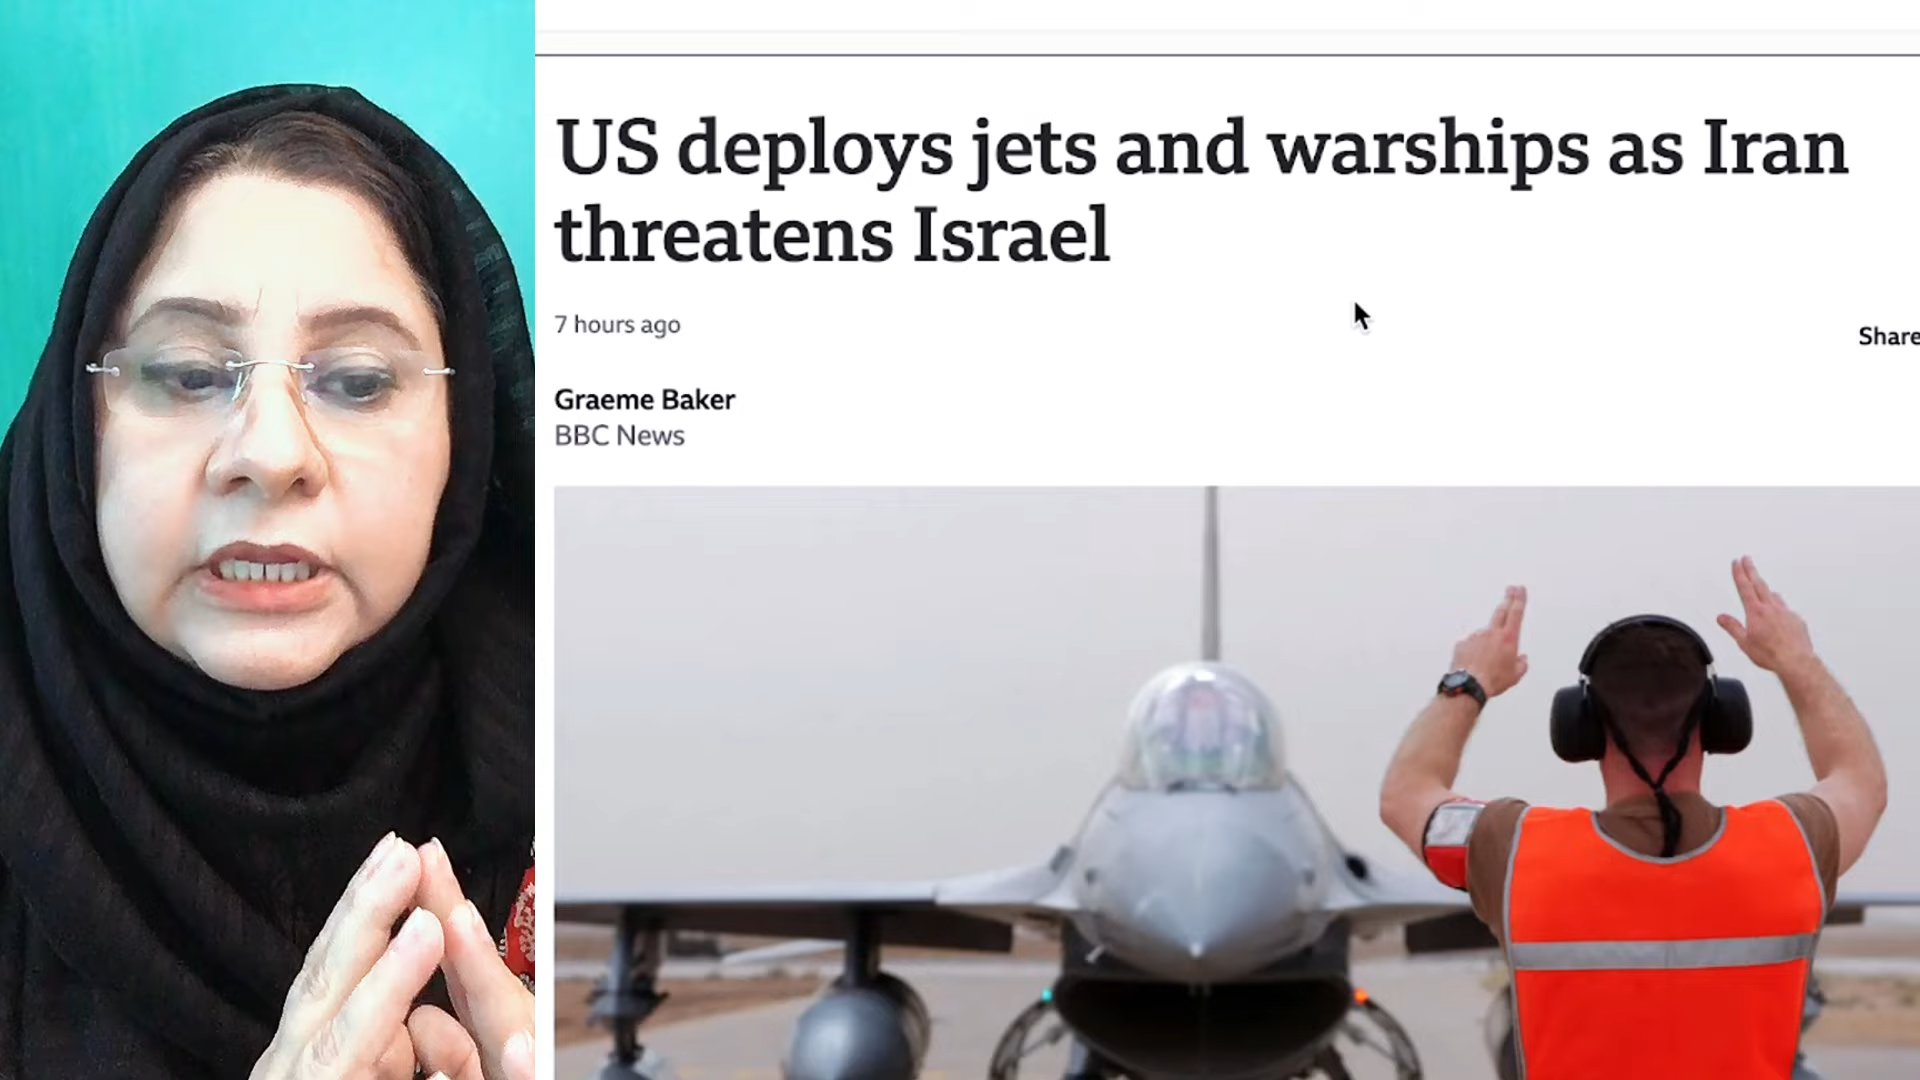 US deploys jets and warships as Iran
threatens Israel
7 hours ago
Share
Graeme Baker
BBC News